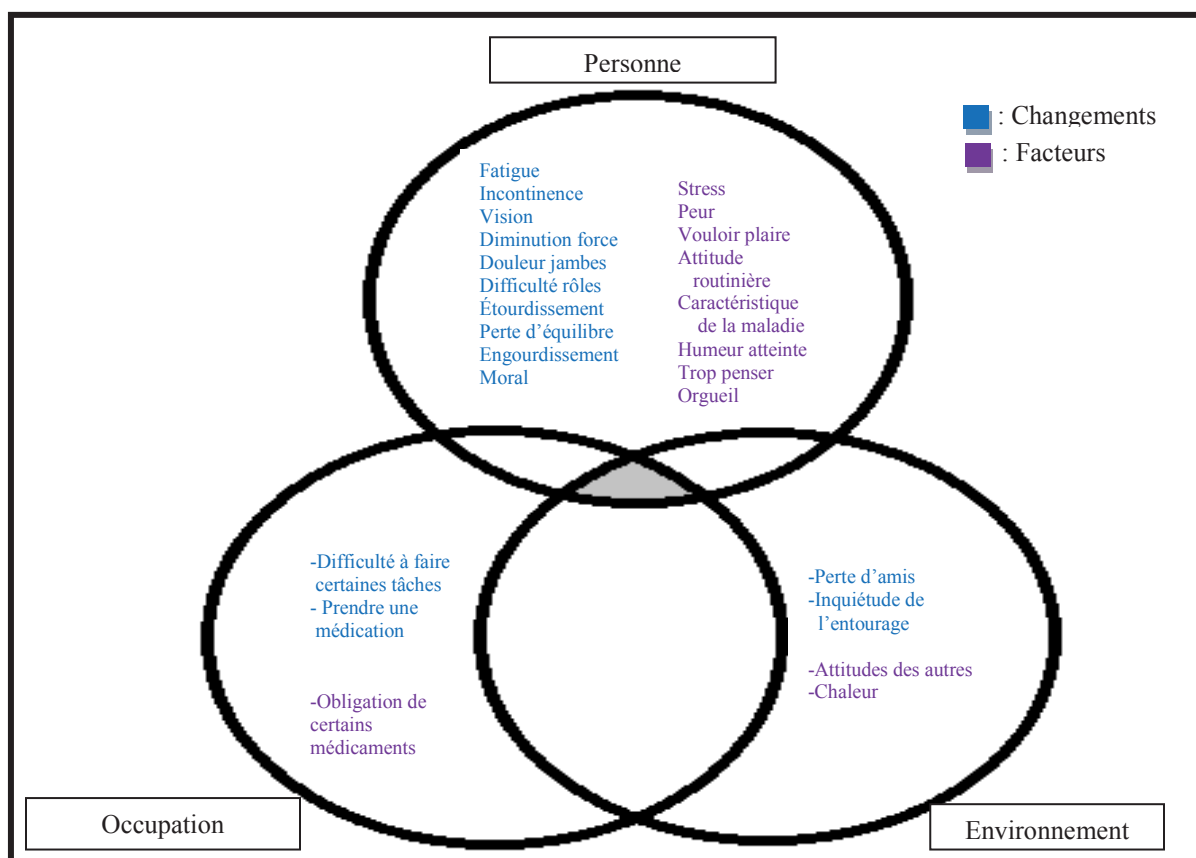 Personne
: Changements
: Facteurs
Fatigue
Incontinence
Vision
Diminution force
Douleur jambes
Difficulté rôles
Étourdissement
Perte d'équilibre
Engourdissement
Moral
Stress
Peur
Vouloir plaire
Attitude
routinière
Caractéristique
de la maladie
Humeur atteinte
Trop penser
Orgueil
-Difficulté à faire
certaines tâches
- Prendre une
médication
-Obligation de
certains
médicaments
-Perte d'amis
-Inquiétude de
l'entourage
-Attitudes des autres
-Chaleur
Occupation
Environnement